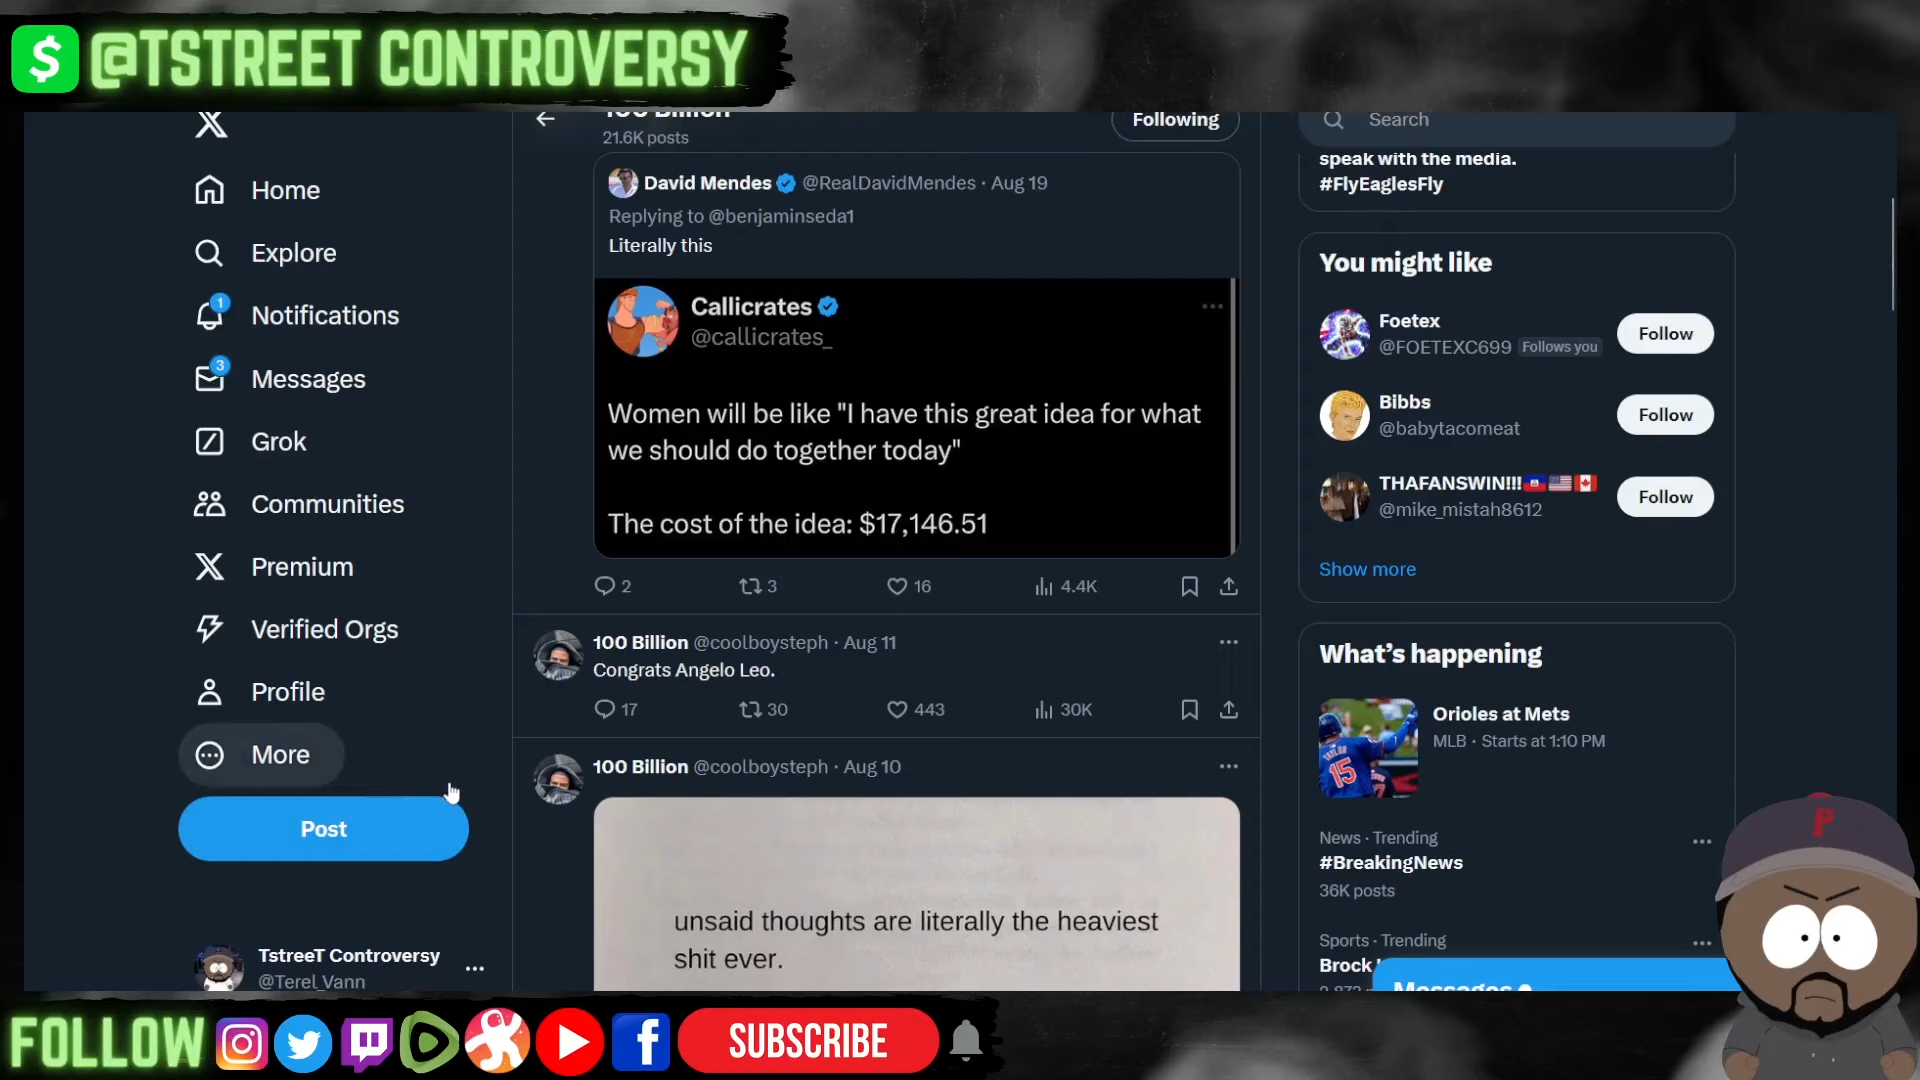 $ @TSTREET CONTROVERSY
21.6K posts
Following
Search
Home
Explore
1
Notifications
3
Messages
Grok
Communities
Premium
Verified Orgs
Profile
More
Post
TstreeT Controversy
@Terel_Vann
David Mendes @RealDavidMendes · Aug 19
Replying to @benjaminseda1
Literally this
Callicrates
@callicrates_
Women will be like "I have this great idea for what
we should do together today"
The cost of the idea: $17,146.51
2 3 16 4.4K
100 Billion @coolboysteph · Aug 11
Congrats Angelo Leo.
17 30 443 30K
100 Billion @coolboysteph · Aug 10
unsaid thoughts are literally the heaviest
shit ever.
speak with the media.
#FlyEaglesFly
You might like
Foetex
@FOETEXC699 Follows you
Follow
Bibbs
@babytacomeat
Follow
THAFANSWIN!!!
@mike_mistah8612
Follow
Show more
What's happening
15
Orioles at Mets
MLB · Starts at 1:10 PM
News · Trending
#BreakingNews
36K posts
Sports · Trending
Brock
Messages
P
FOLLOW
SUBSCRIBE